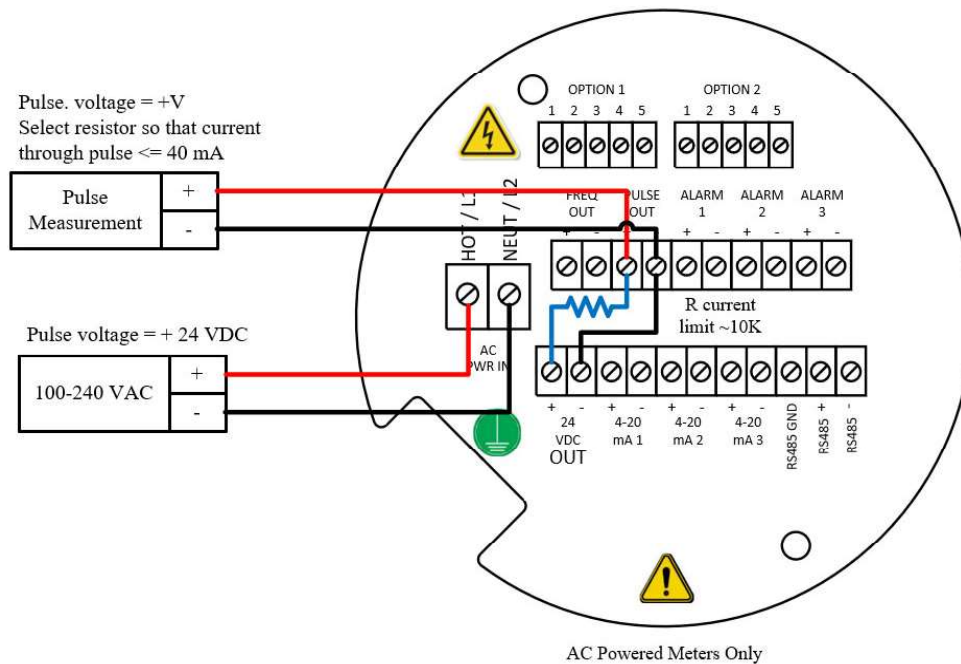 Pulse. voltage = +V
Select resistor so that current
through pulse <= 40 mA
Pulse
Measurement
+
-
Pulse voltage = + 24 VDC
100-240 VAC
+
-
OPTION 1
1 2 3 4 5
OPTION 2
1 2 3 4 5
HOT / L1
NEUT / L2
AC
PWR IN
FREQ
OUT
PULSE
OUT
ALARM
1
ALARM
2
ALARM
3
+ - + - + - + - + -
R current
limit ~10K
+ - + - + - + -
24
VDC
OUT
4-20
mA 1
4-20
mA 2
4-20
mA 3
RS485 GND
RS485 +
RS485 -
AC Powered Meters Only